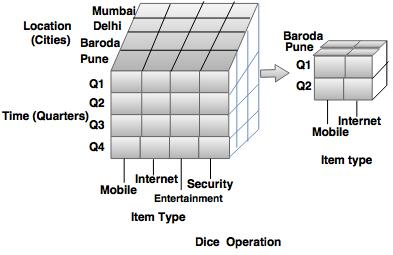 Location
(Cities)
Mumbai
Delhi
Baroda
Pune
Q1
Q2
Time (Quarters)
Q3
Q4
Mobile
Internet
Entertainment
Security
Item Type
Baroda
Pune
Q1
Q2
Mobile
Internet
Item type
Dice Operation